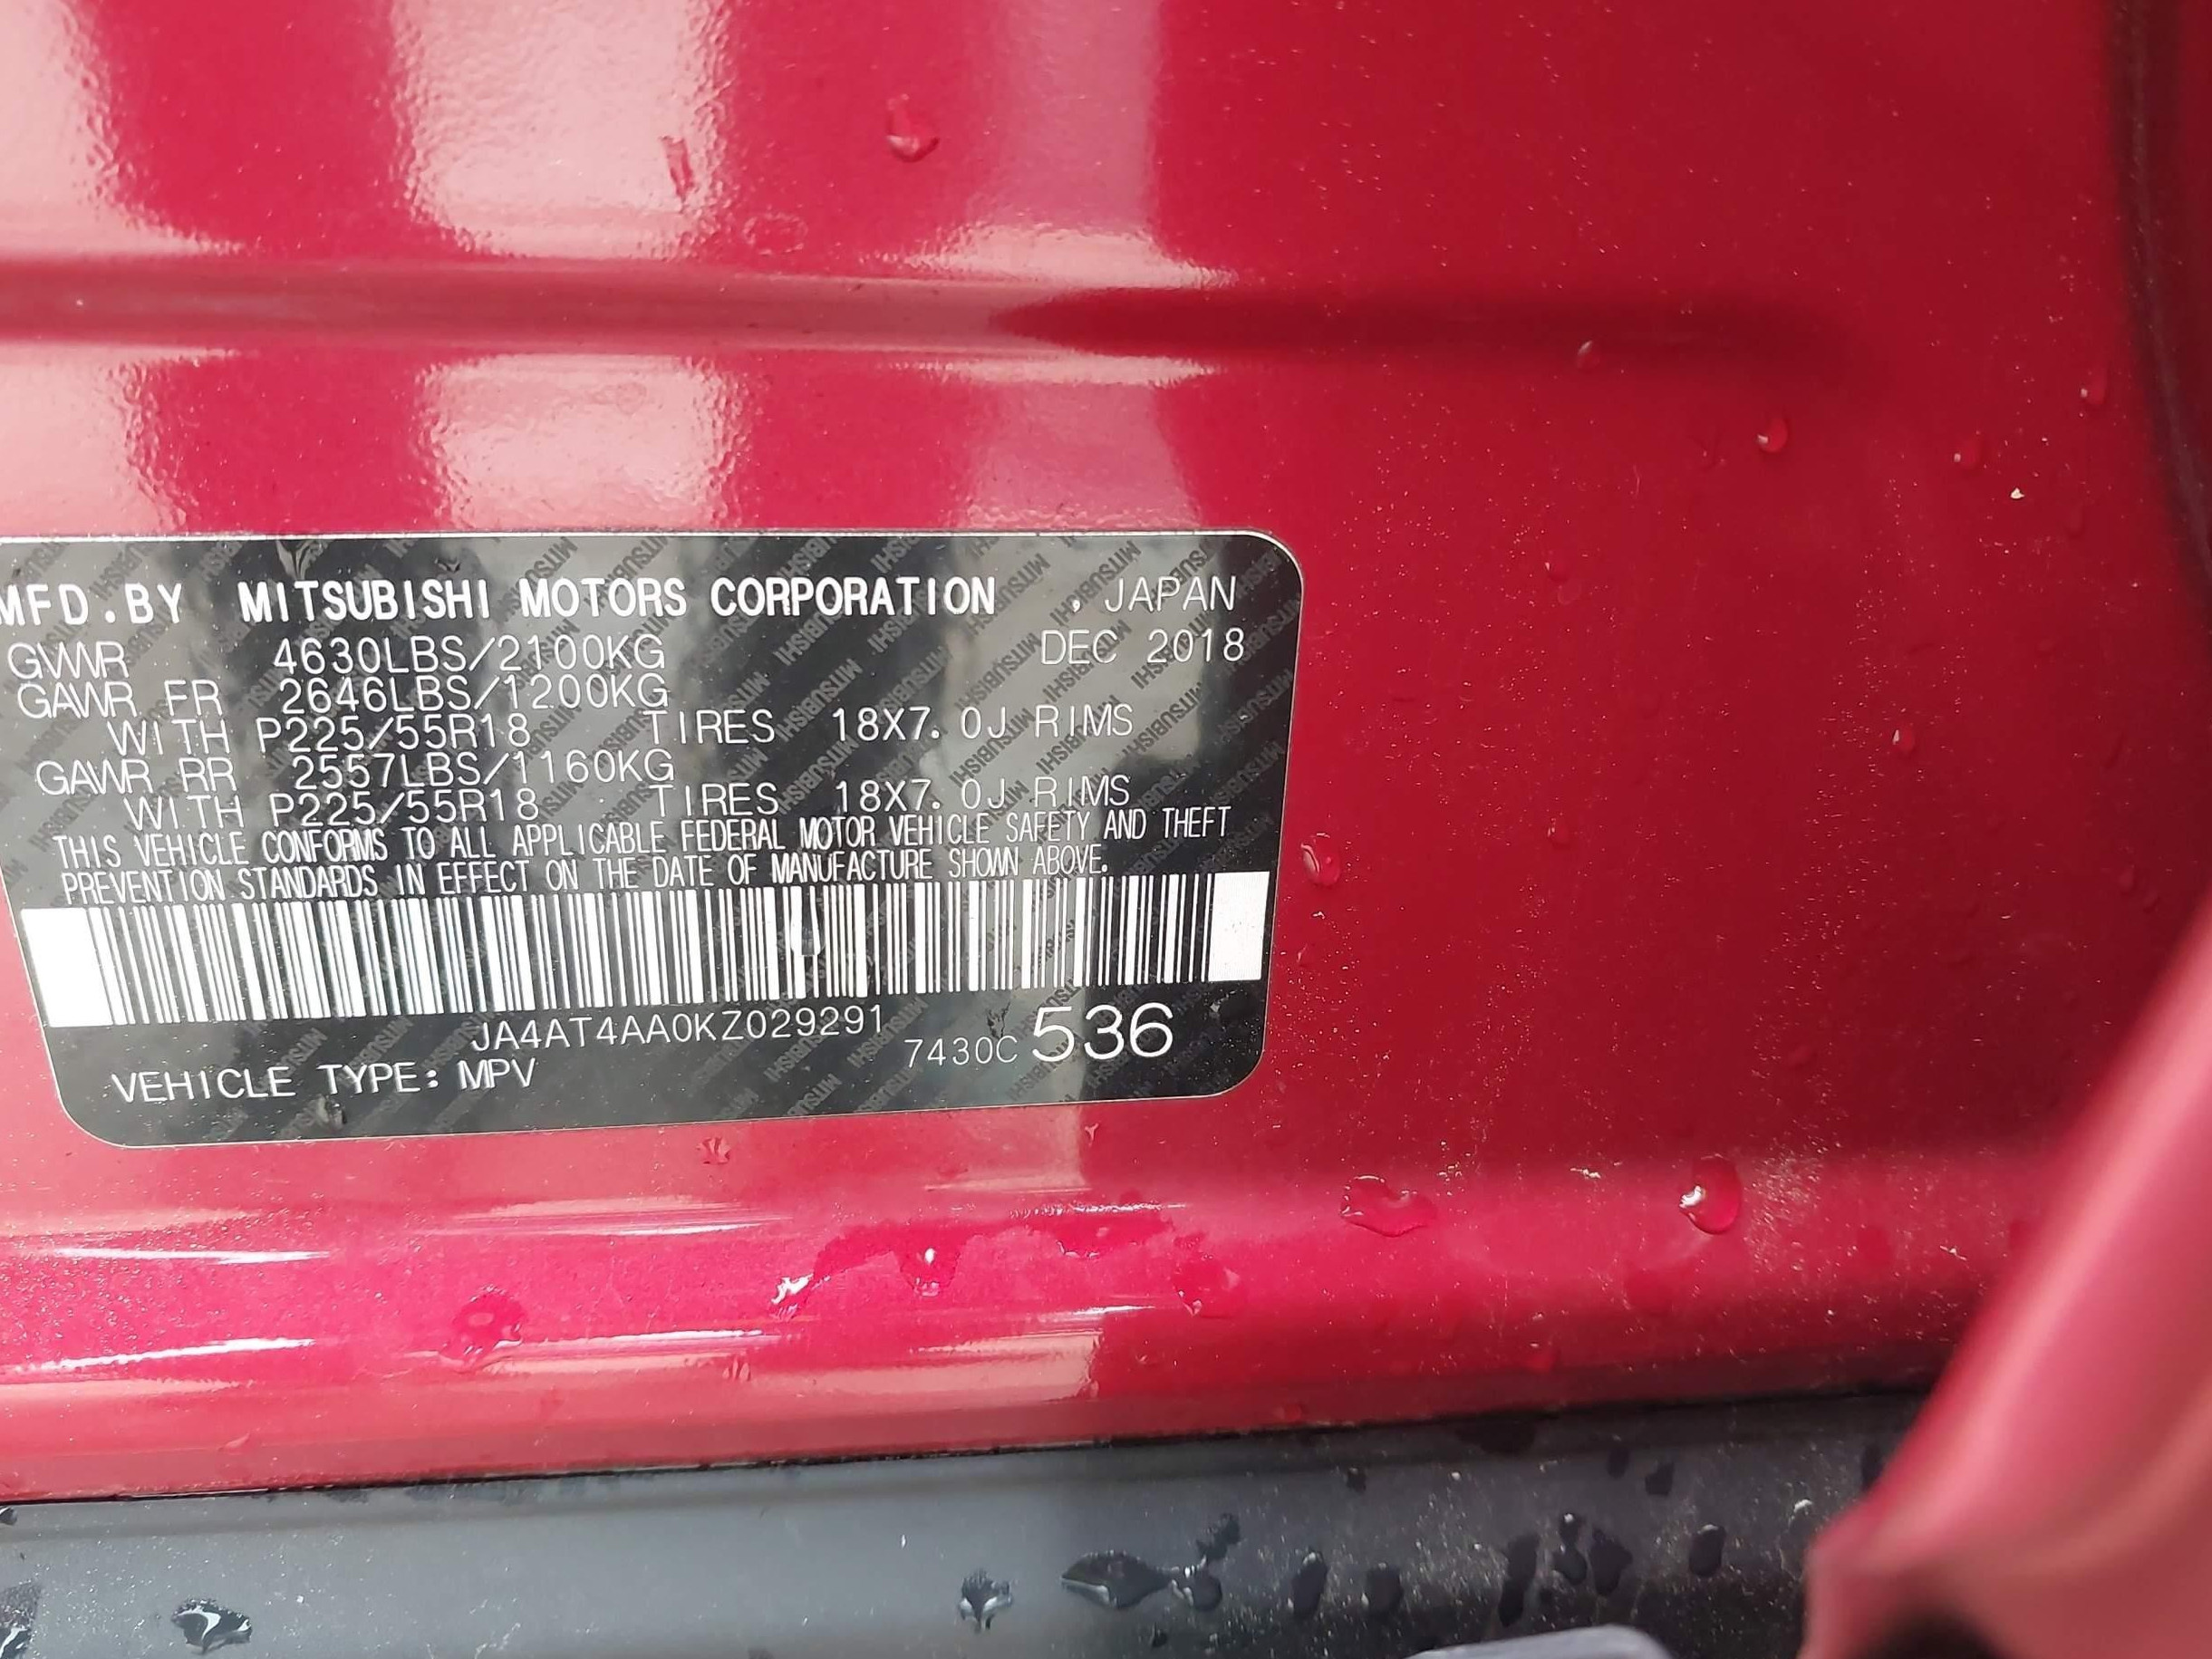 MFD.BY MITSUBISHI MOTORS CORPORATION , JAPAN
GVWR 4630LBS/2100KG DEC 2018
GAWR FR 2646LBS/1200KG
WITH P225/55R18 TIRES 18X7.0J RIMS
GAWR RR 2557LBS/1160KG
WITH P225/55R18 TIRES 18X7.0J RIMS
THIS VEHICLE CONFORMS TO ALL APPLICABLE FEDERAL MOTOR VEHICLE SAFETY AND THEFT
PREVENTION STANDARDS IN EFFECT ON THE DATE OF MANUFACTURE SHOWN ABOVE.
JA4AT4AA0KZ029291
7430C 536
VEHICLE TYPE: MPV